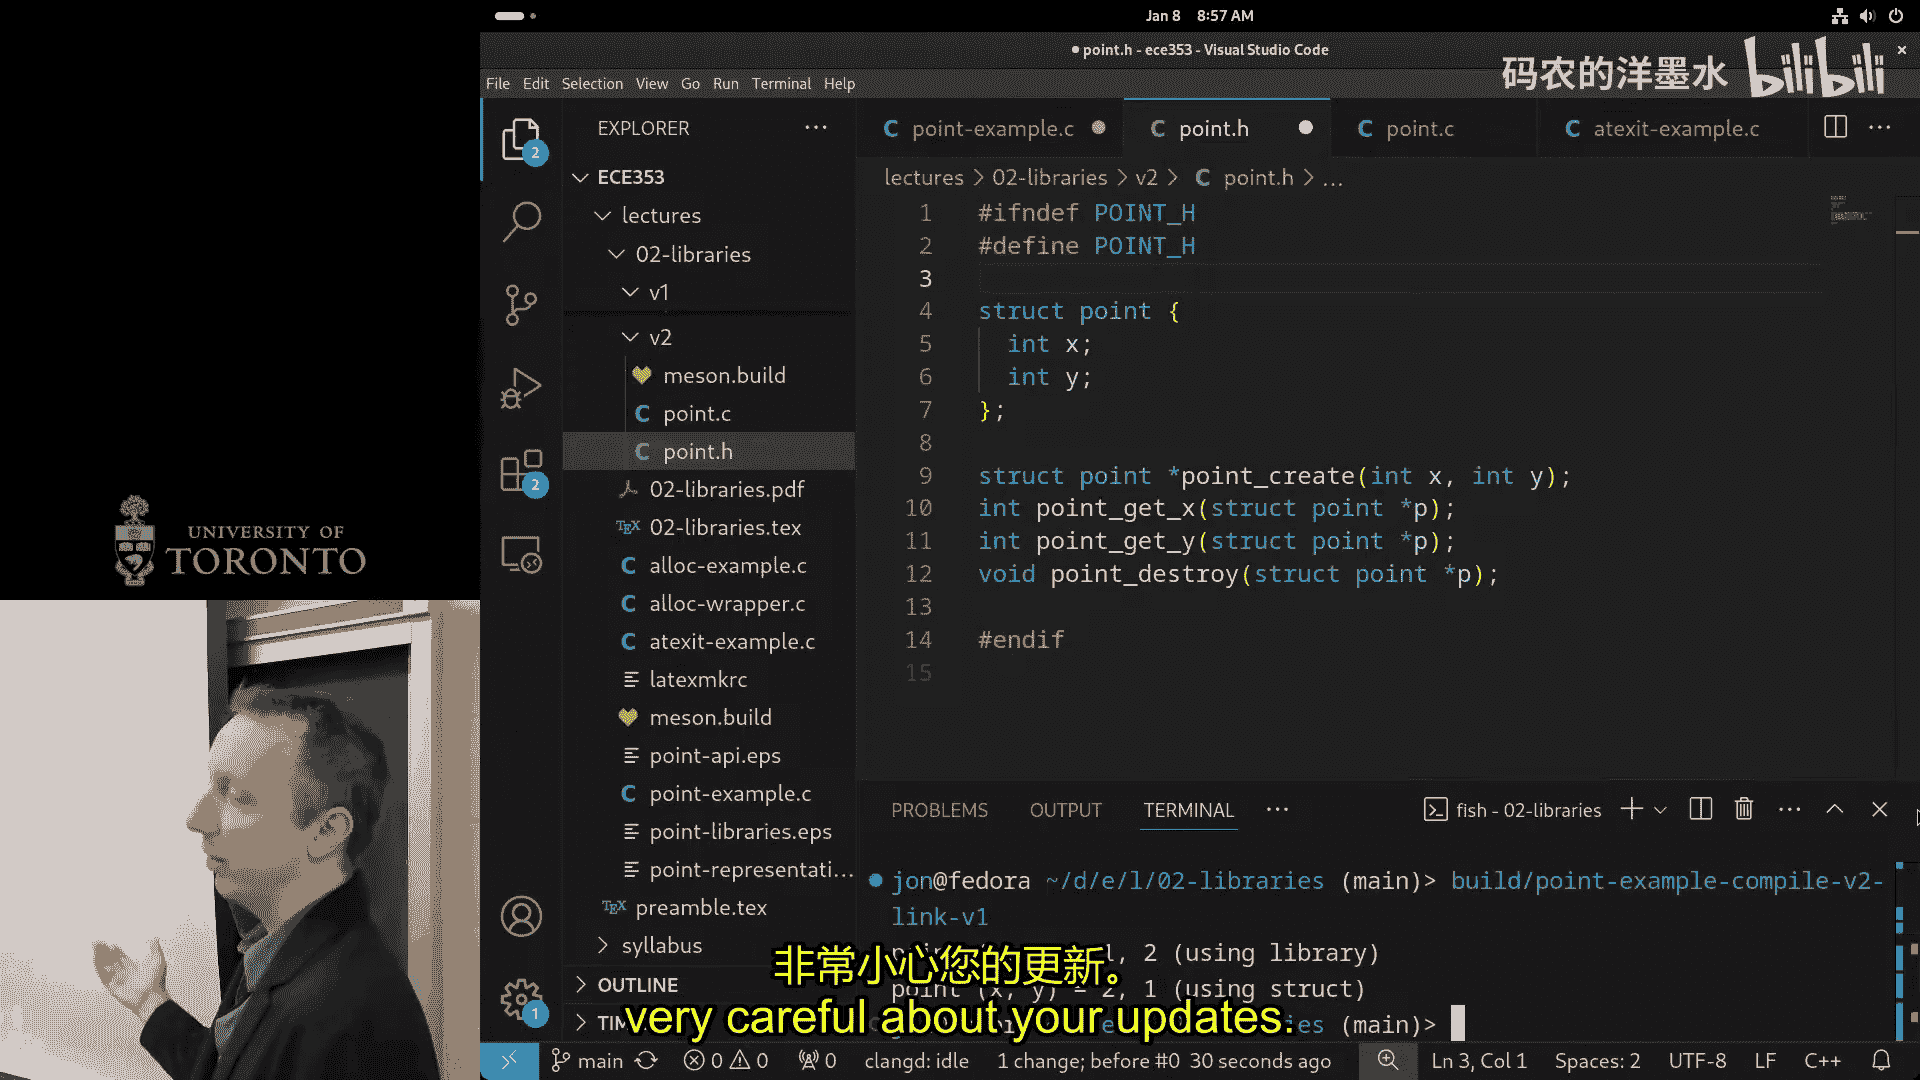 Jan 8 8:57 AM
point.h - ece353 - Visual Studio Code
码农的洋墨水 bilibili
File Edit Selection View Go Run Terminal Help
EXPLORER
ECE353
lectures
02-libraries
v1
v2
meson.build
point.c
point.h
02-libraries.pdf
02-libraries.tex
alloc-example.c
alloc-wrapper.c
atexit-example.c
latexmkrc
meson.build
point-api.eps
point-example.c
point-libraries.eps
point-representati...
preamble.tex
syllabus
OUTLINE
2
2
1
point-example.c point.h point.c atexit-example.c
lectures > 02-libraries > v2 > C point.h > ...
1 #ifndef POINT_H
2 #define POINT_H
3
4 struct point {
5 int x;
6 int y;
7 };
8
9 struct point *point_create(int x, int y);
10 int point_get_x(struct point *p);
11 int point_get_y(struct point *p);
12 void point_destroy(struct point *p);
13
14 #endif
15
PROBLEMS OUTPUT TERMINAL
fish - 02-libraries
jon@fedora ~/d/e/l/02-libraries (main)> build/point-example-compile-v2-
link-v1
2 (using library)
point (x, y) = 2, 1 (using struct)
(main)>
非常小心您的更新。
very careful about your updates.
main 0 0 0 clangd: idle 1 change; before #0 30 seconds ago Ln 3, Col 1 Spaces: 2 UTF-8 LF C++
UNIVERSITY OF
TORONTO